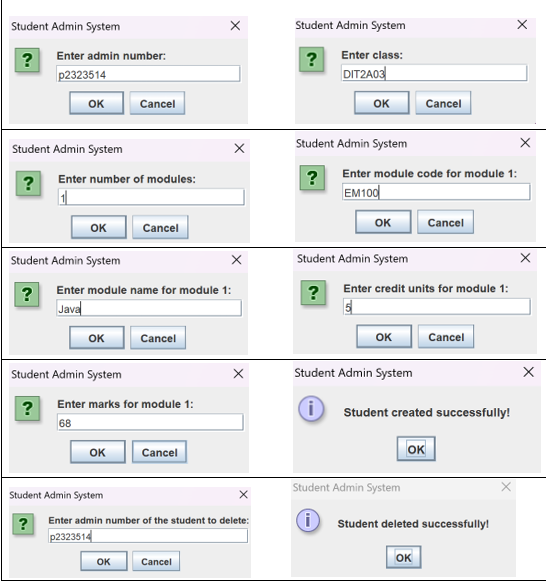 Student Admin System
Enter admin number:
p2323514
OK Cancel
Student Admin System
Enter class:
DIT2A03
OK Cancel
Student Admin System
Enter number of modules:
1
OK Cancel
Student Admin System
Enter module code for module 1:
EM100
OK Cancel
Student Admin System
Enter module name for module 1:
Java
OK Cancel
Student Admin System
Enter credit units for module 1:
5
OK Cancel
Student Admin System
Enter marks for module 1:
68
OK Cancel
Student Admin System
Student created successfully!
OK
Student Admin System
Enter admin number of the student to delete:
p2323514
OK Cancel
Student Admin System
Student deleted successfully!
OK